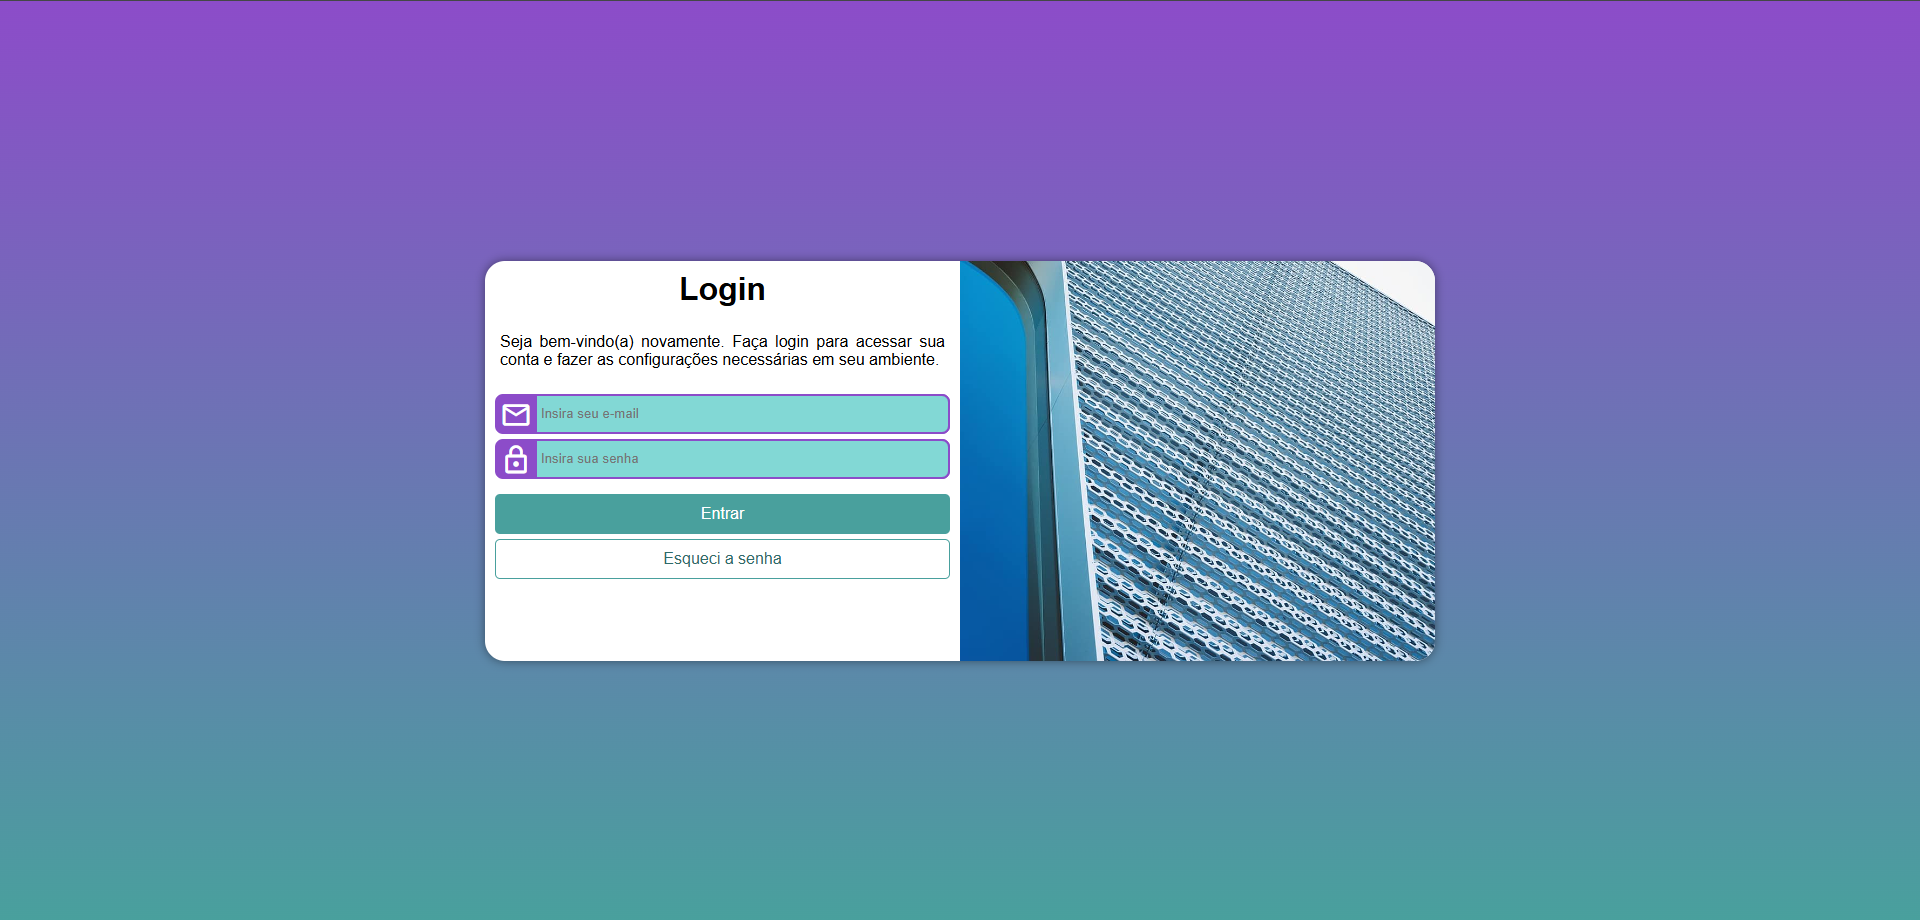 Login
Seja bem-vindo(a) novamente. Faça login para acessar sua
conta e fazer as configurações necessárias em seu ambiente.
Insira seu e-mail
Insira sua senha
Entrar
Esqueci a senha